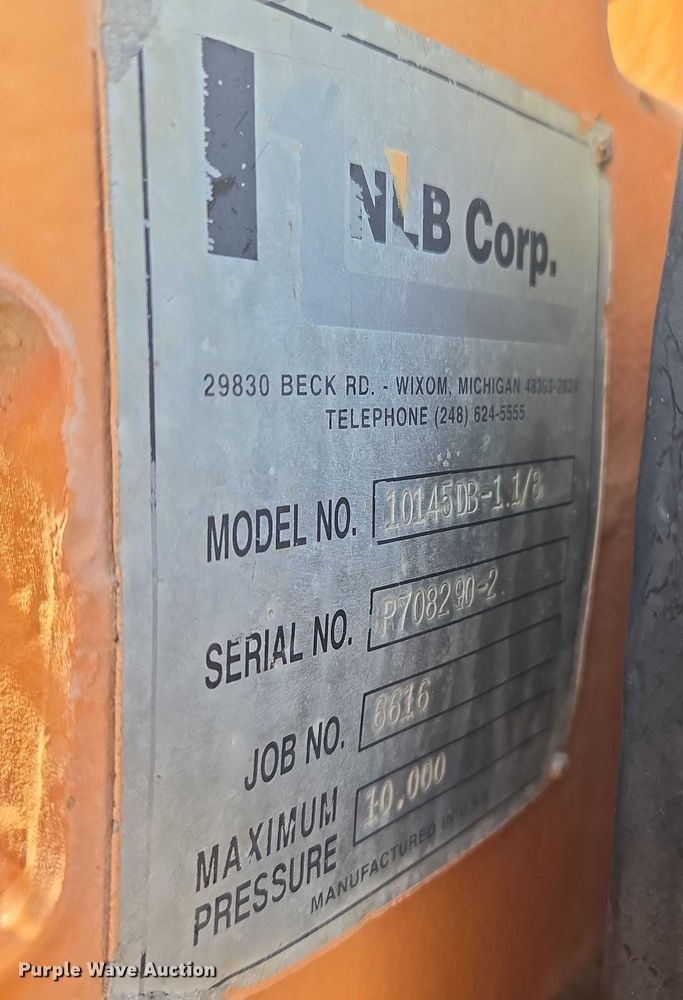 NLB Corp.
29830 BECK RD. - WIXOM, MICHIGAN 48393-2824
TELEPHONE (248) 624-5555
MODEL NO. 10145DB-1.1/8
SERIAL NO. P708290-2
JOB NO. 6616
MAXIMUM
PRESSURE 10.000
MANUFACTURED IN U.S.A.
Purple Wave Auction